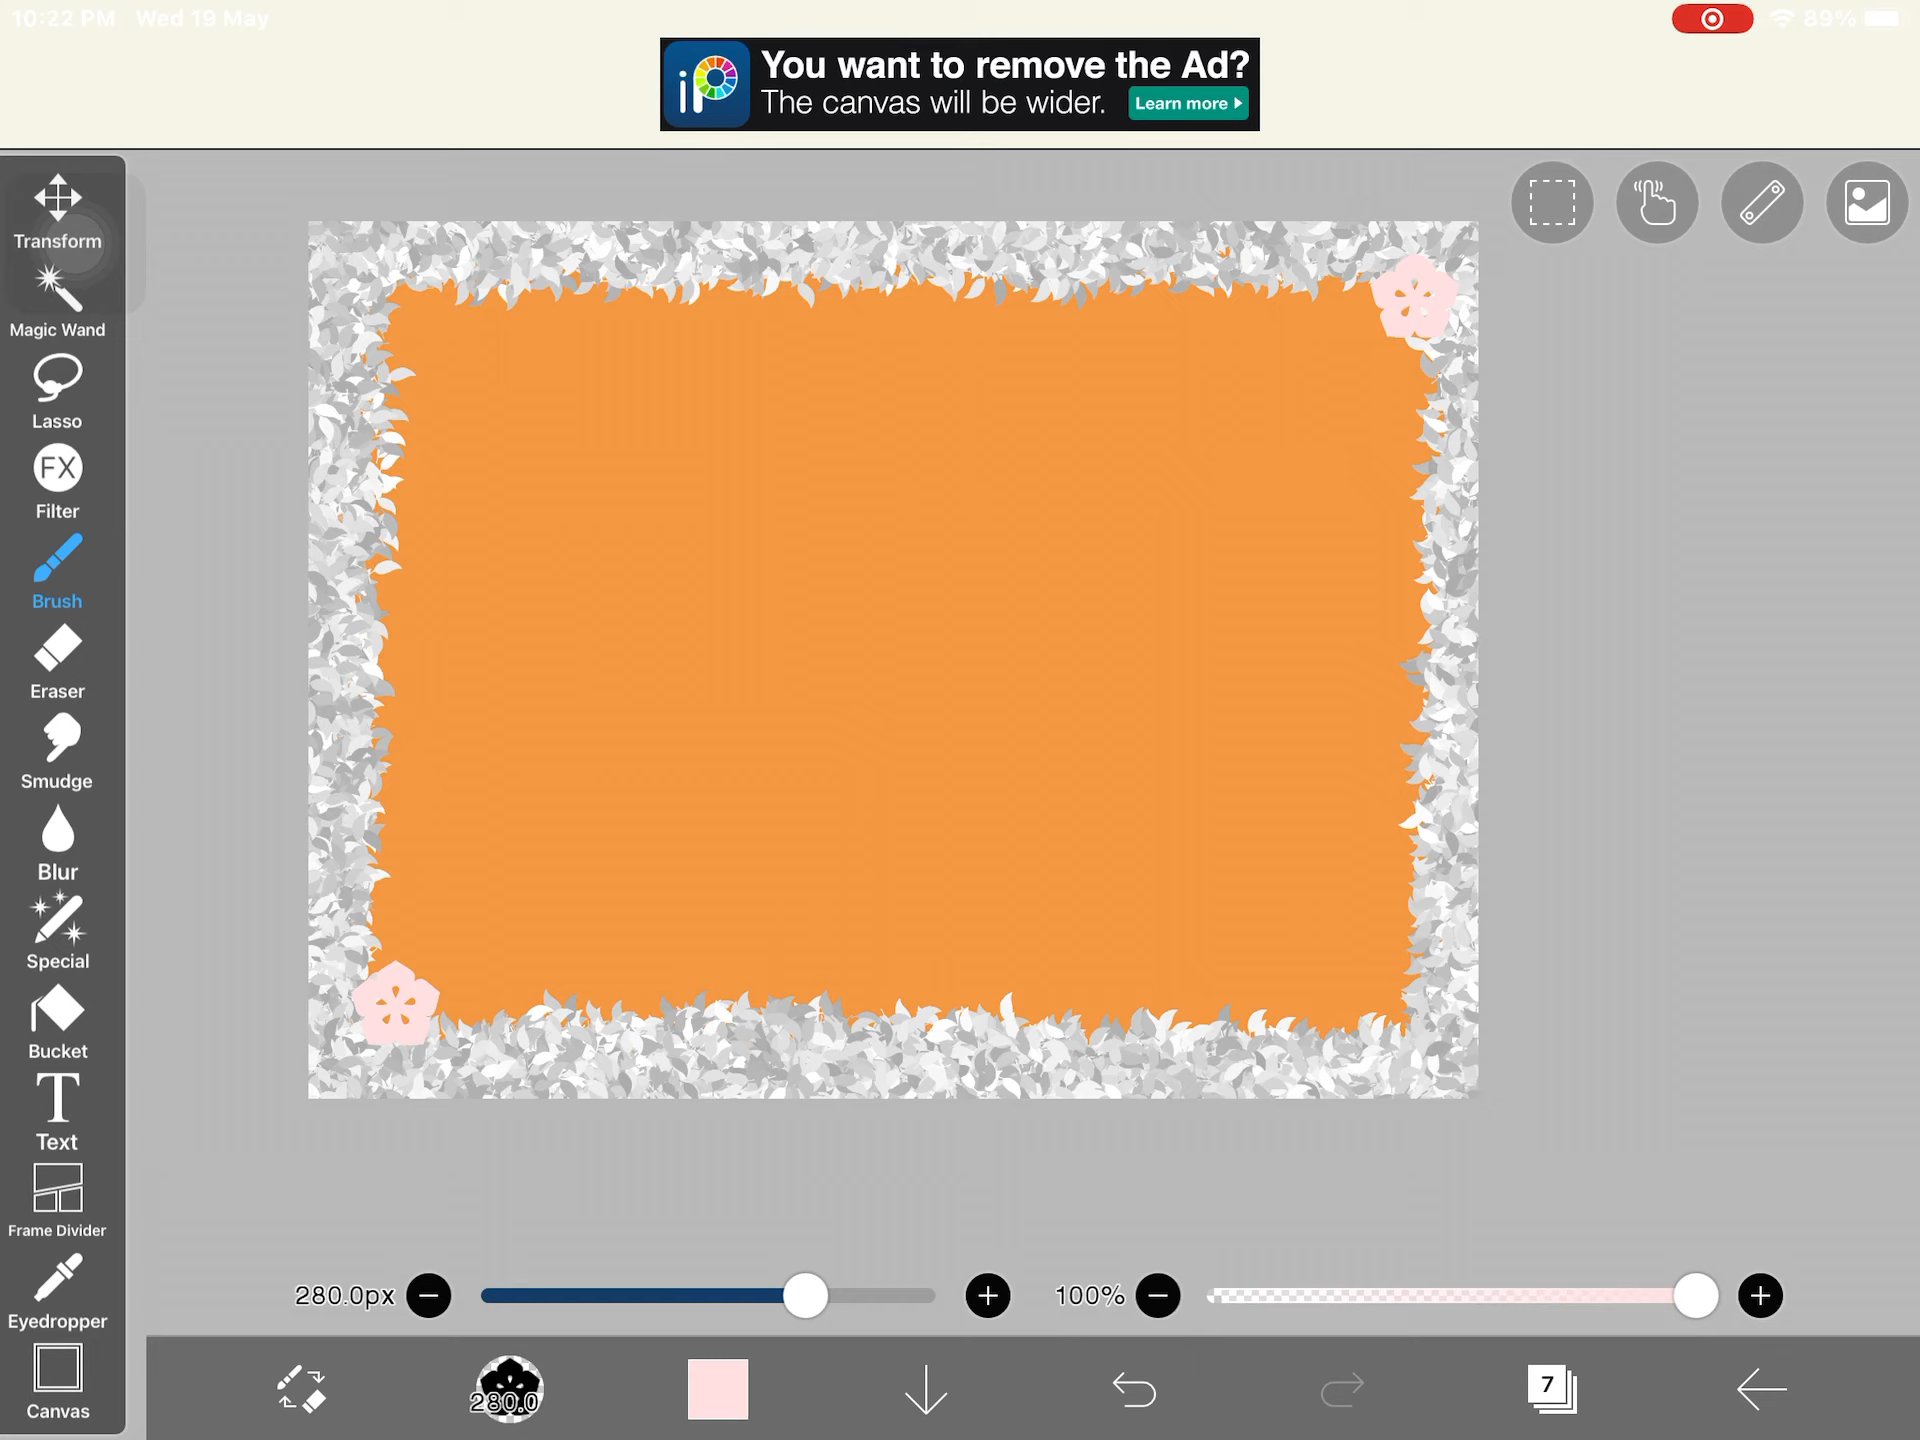 10:22 PM Wed 19 May
89%
iP
You want to remove the Ad?
The canvas will be wider.
Learn more
Transform
Magic Wand
Lasso
FX
Filter
Brush
Eraser
Smudge
Blur
Special
Bucket
T
Text
Frame Divider
Eyedropper
Canvas
280.0px
100%
280.0
7